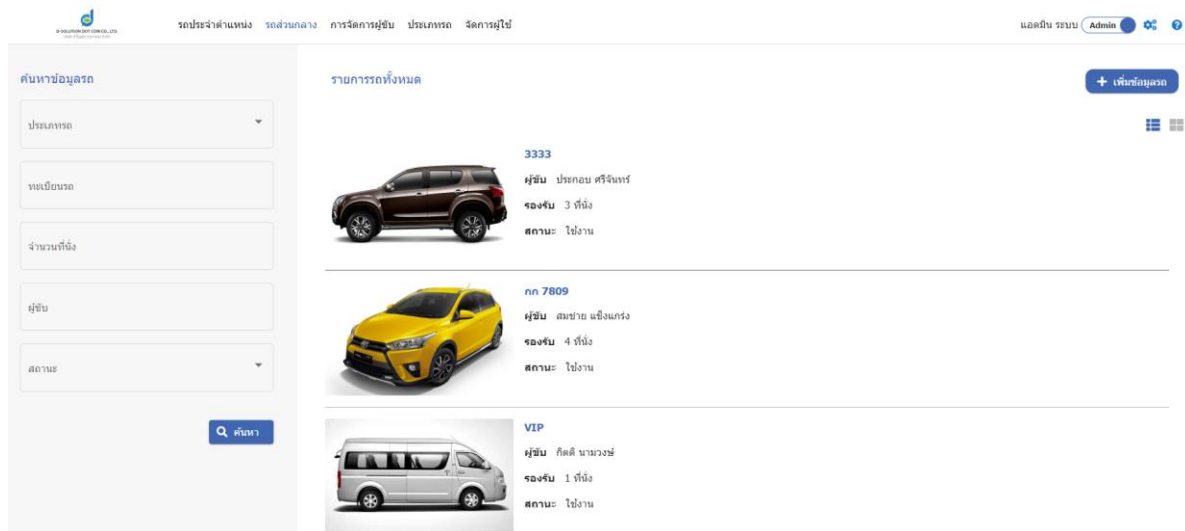 D-SOLUTION DOT COM CO., LTD.
รถประจำตำแหน่ง รถส่วนกลาง การจัดการผู้ขับ ประเภทรถ จัดการผู้ใช้
แอดมิน ระบบ Admin
ค้นหาข้อมูลรถ
ประเภทรถ
ทะเบียนรถ
จำนวนที่นั่ง
ผู้ขับ
สถานะ
ค้นหา
รายการรถทั้งหมด
+ เพิ่มข้อมูลรถ
3333
ผู้ขับ ประกอบ ศรีจันทร์
รองรับ 3 ที่นั่ง
สถานะ ใช้งาน
กก 7809
ผู้ขับ สมชาย แข็งแกร่ง
รองรับ 4 ที่นั่ง
สถานะ ใช้งาน
VIP
ผู้ขับ กิตติ นามวงษ์
รองรับ 1 ที่นั่ง
สถานะ ใช้งาน